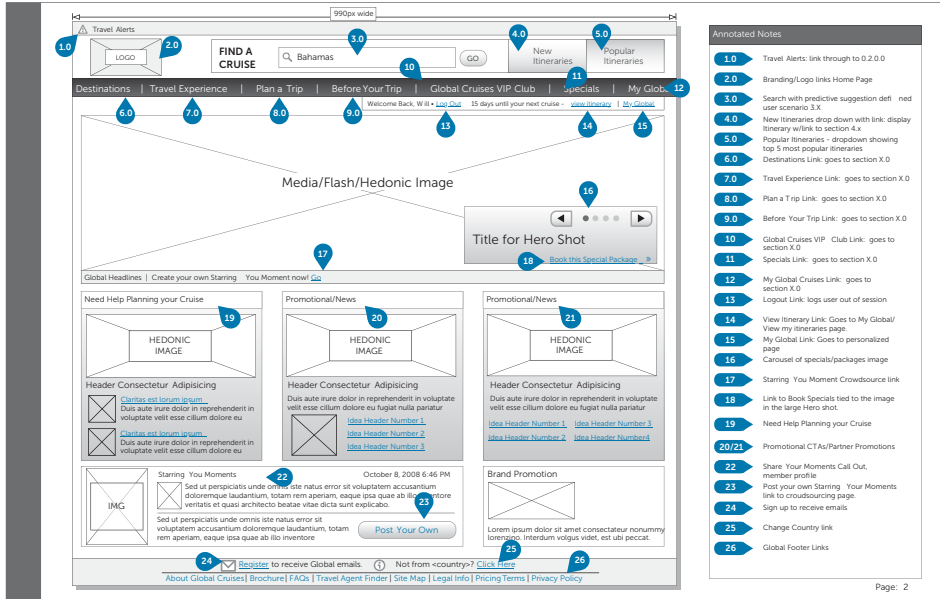 990px wide
Travel Alerts
1.0
LOGO
2.0
FIND A
CRUISE
3.0
Bahamas
GO
4.0
New
Itineraries
5.0
Popular
Itineraries
10
11
12
Destinations | Travel Experience | Plan a Trip | Before Your Trip | Global Cruises VIP Club | Specials | My Glob
Welcome Back, Will • Log Out 15 days until your next cruise - view itinerary | My Global
6.0
7.0
8.0
9.0
13
14
15
Media/Flash/Hedonic Image
16
Title for Hero Shot
18
Book this Special Package »
17
Global Headlines | Create your own Starring You Moment now! Go
Need Help Planning your Cruise
19
HEDONIC
IMAGE
Header Consectetur Adipisicing
Claritas est lorum ipsum
Duis aute irure dolor in reprehenderit in
voluptate velit esse cillum dolore eu
Claritas est lorum ipsum
Duis aute irure dolor in reprehenderit in
voluptate velit esse cillum dolore eu
Promotional/News
20
HEDONIC
IMAGE
Header Consectetur Adipisicing
Duis aute irure dolor in reprehenderit in voluptate
velit esse cillum dolore eu fugiat nulla pariatur
Idea Header Number 1
Idea Header Number 2
Idea Header Number 3
Promotional/News
21
HEDONIC
IMAGE
Header Consectetur Adipisicing
Duis aute irure dolor in reprehenderit in voluptate
velit esse cillum dolore eu fugiat nulla pariatur
Idea Header Number 1 Idea Header Number 3
Idea Header Number 2 Idea Header Number4
IMG
Starring You Moments
22
October 8, 2008 6:46 PM
Sed ut perspiciatis unde omnis iste natus error sit voluptatem accusantium
doloremque laudantium, totam rem aperiam, eaque ipsa quae ab illo inventore
veritatis et quasi architecto beatae vitae dicta sunt explicabo.
23
Sed ut perspiciatis unde omnis iste natus error sit
voluptatem accusantium doloremque laudantium, totam
rem aperiam, eaque ipsa quae ab illo inventore
Post Your Own
Brand Promotion
Lorem ipsum dolor sit amet consectetuer nonummy
lorenzino. Interdum volgus videt, est ubi peccat.
24
Register to receive Global emails.
Not from <country>? Click Here
25
26
About Global Cruises| Brochure| FAQs | Travel Agent Finder | Site Map | Legal Info | Pricing Terms | Privacy Policy
Annotated Notes
1.0 Travel Alerts: link through to 0.2.0.0
2.0 Branding/Logo links Home Page
3.0 Search with predictive suggestion defi ned
user scenario 3.X
4.0 New Itineraries drop down with link: display
Itinerary w/link to section 4.x
5.0 Popular Itineraries - dropdown showing
top 5 most popular itineraries
6.0 Destinations Link: goes to section X.0
7.0 Travel Experience Link: goes to section X.0
8.0 Plan a Trip Link: goes to section X.0
9.0 Before Your Trip Link: goes to section X.0
10 Global Cruises VIP Club Link: goes to
section X.0
11 Specials Link: goes to section X.0
12 My Global Cruises Link: goes to
section X.0
13 Logout Link: logs user out of session
14 View Itinerary Link: Goes to My Global/
View my itineraries page.
15 My Global Link: Goes to personalized
page
16 Carousel of specials/packages image
17 Starring You Moment Crowdsource link
18 Link to Book Specials tied to the image
in the large Hero shot.
19 Need Help Planning your Cruise
20/21 Promotional CTAs/Partner Promotions
22 Share Your Moments Call Out,
member profile
23 Post your own Starring Your Moments
link to croudsourcing page.
24 Sign up to receive emails
25 Change Country link
26 Global Footer Links
Page: 2